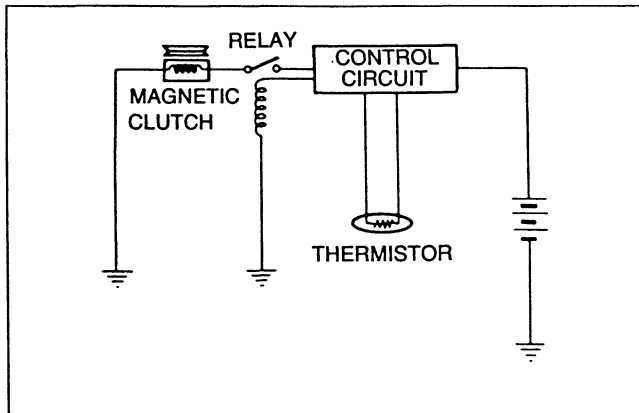 RELAY
CONTROL
CIRCUIT
MAGNETIC
CLUTCH
THERMISTOR